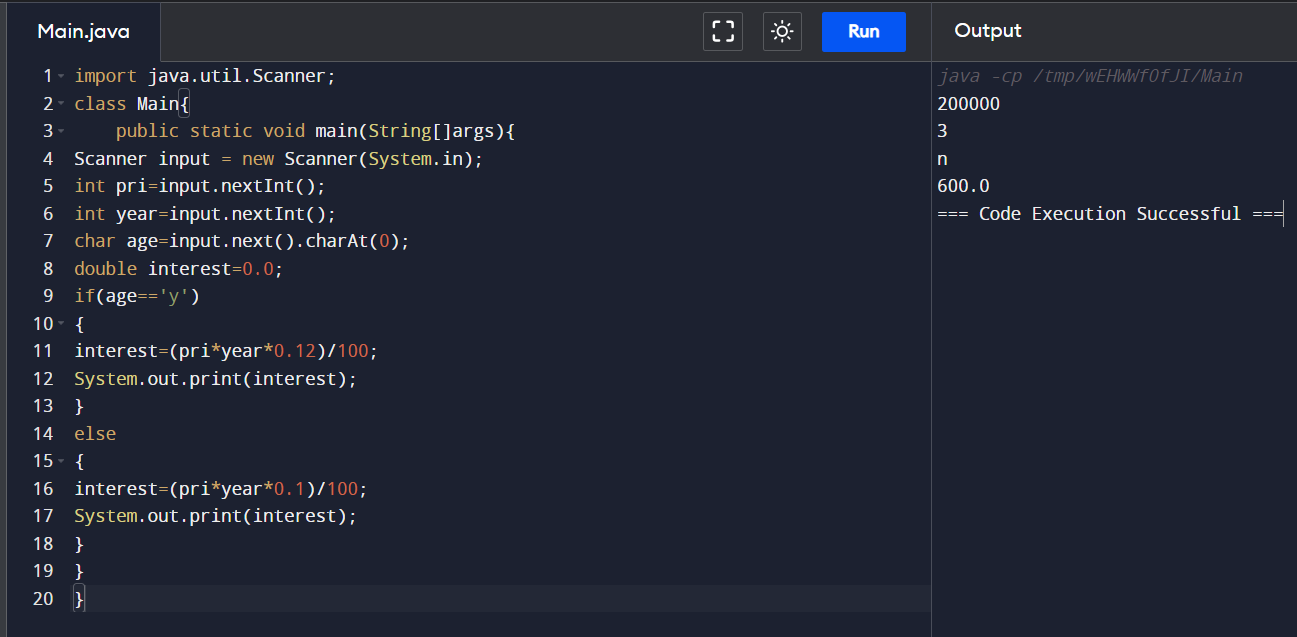 Main.java
Run
Output
1 import java.util.Scanner;
2 class Main{
3     public static void main(String[]args){
4 Scanner input = new Scanner(System.in);
5 int pri=input.nextInt();
6 int year=input.nextInt();
7 char age=input.next().charAt(0);
8 double interest=0.0;
9 if(age=='y')
10 {
11 interest=(pri*year*0.12)/100;
12 System.out.print(interest);
13 }
14 else
15 {
16 interest=(pri*year*0.1)/100;
17 System.out.print(interest);
18 }
19 }
20 }
java -cp /tmp/wEHWWfOfJI/Main
200000
3
n
600.0
=== Code Execution Successful ===